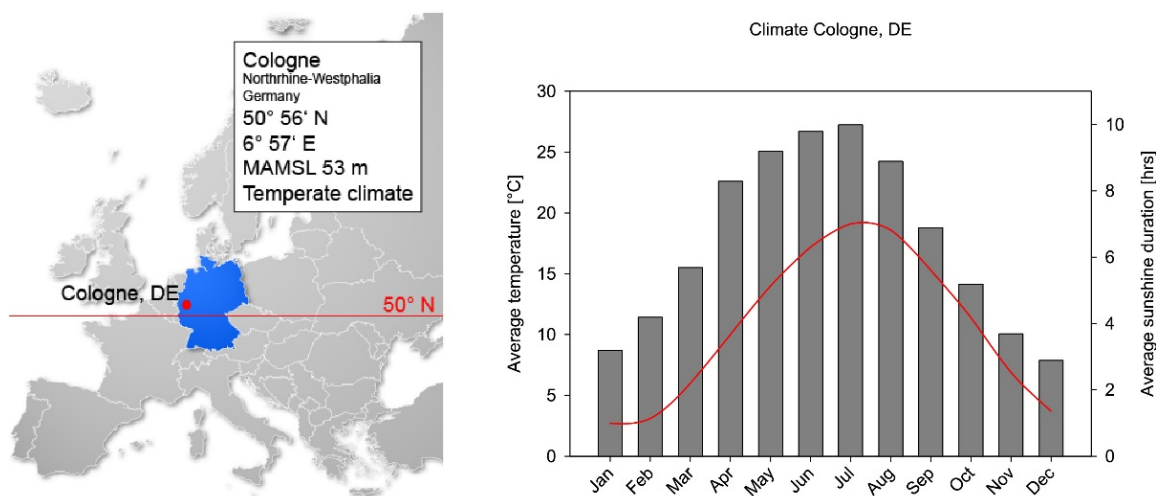 Cologne
Northrhine-Westphalia
Germany
50° 56‘ N
6° 57‘ E
MAMSL 53 m
Temperate climate
Cologne, DE
50° N
Climate Cologne, DE
Average temperature [°C]
30
25
20
15
10
5
0
Average sunshine duration [hrs]
10
8
6
4
2
0
Jan Feb Mar Apr May Jun Jul Aug Sep Oct Nov Dec